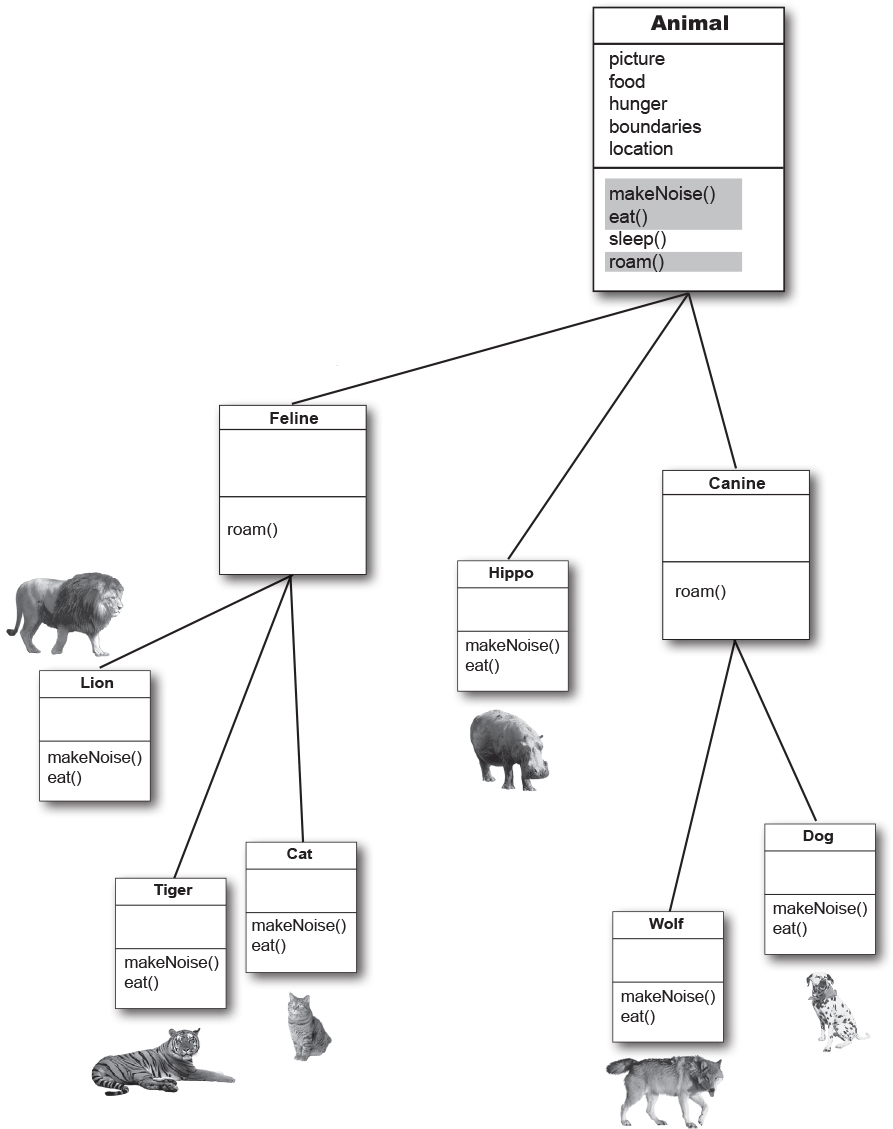 Animal
picture
food
hunger
boundaries
location
makeNoise()
eat()
sleep()
roam()
Feline
roam()
Hippo
makeNoise()
eat()
Canine
roam()
Lion
makeNoise()
eat()
Tiger
makeNoise()
eat()
Cat
makeNoise()
eat()
Wolf
makeNoise()
eat()
Dog
makeNoise()
eat()